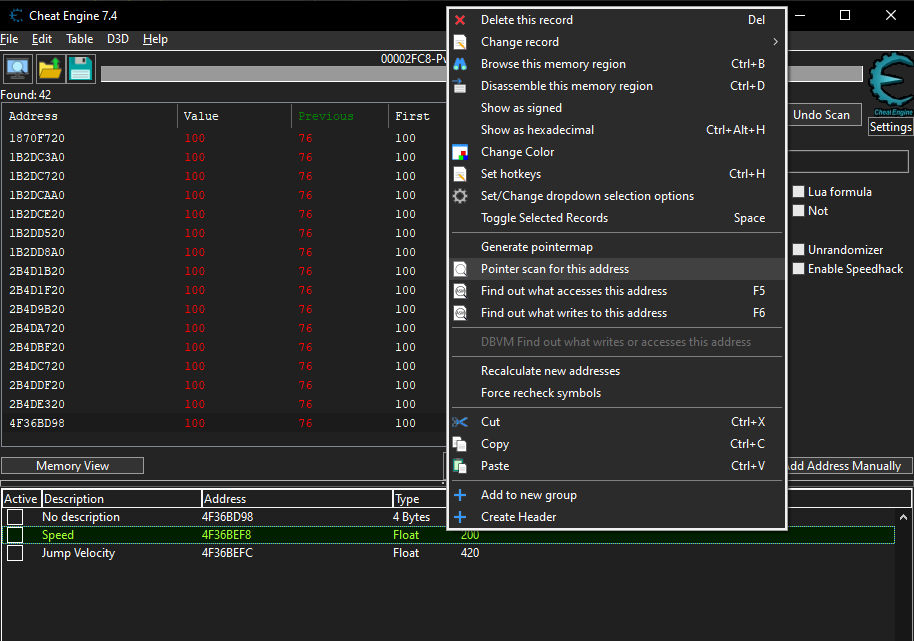 Cheat Engine 7.4
File Edit Table D3D Help
00002FC8-P
Found: 42
Address Value Previous First
1870F720 100 76 100
1B2DC3A0 100 76 100
1B2DC720 100 76 100
1B2DCAA0 100 76 100
1B2DCE20 100 76 100
1B2DD520 100 76 100
1B2DD8A0 100 76 100
2B4D1B20 100 76 100
2B4D1F20 100 76 100
2B4D9B20 100 76 100
2B4DA720 100 76 100
2B4DBF20 100 76 100
2B4DC720 100 76 100
2B4DDF20 100 76 100
2B4DE320 100 76 100
4F36BD98 100 76 100
Memory View
Delete this record Del
Change record
Browse this memory region Ctrl+B
Disassemble this memory region Ctrl+D
Show as signed
Show as hexadecimal Ctrl+Alt+H
Change Color
Set hotkeys Ctrl+H
Set/Change dropdown selection options
Toggle Selected Records Space
Generate pointermap
Pointer scan for this address
Find out what accesses this address F5
Find out what writes to this address F6
DBVM Find out what writes or accesses this address
Recalculate new addresses
Force recheck symbols
Cut Ctrl+X
Copy Ctrl+C
Paste Ctrl+V
Add to new group
Create Header
Undo Scan
Cheat Engine
Settings
Lua formula
Not
Unrandomizer
Enable Speedhack
Add Address Manually
Active Description Address Type
No description 4F36BD98 4 Bytes
Speed 4F36BEF8 Float 200
Jump Velocity 4F36BEFC Float 420